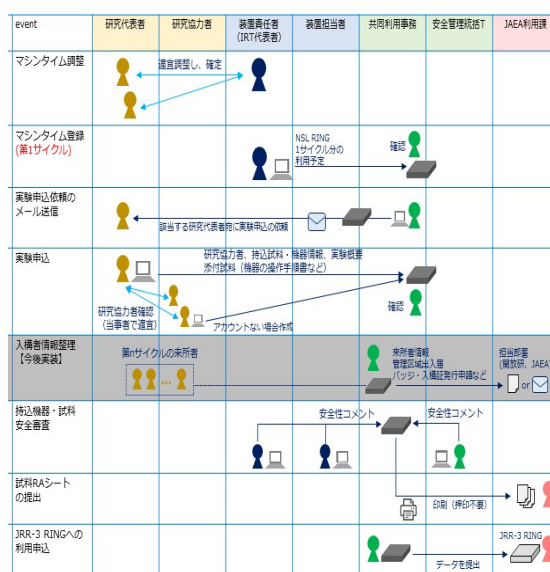 event
研究代表者
研究協力者
装置責任者
(IRT代表者)
装置担当者
共同利用事務
安全管理統括T
JAEA利用課
マシンタイム調整
適宜調整し、確定
マシンタイム登録
(第1サイクル)
NSL RING
1サイクル分の
利用予定
確認
実験申込依頼の
メール送信
該当する研究代表者宛に実験申込の依頼
実験申込
研究協力者、持込試料・機器情報、実験概要
添付試料（機器の操作手順書など）
研究協力者確認
（当事者で適宜）
アカウントない場合作成
確認
入構者情報整理
【今後実装】
第nサイクルの来所者
...
来所者情報
管理区域出入届
バッジ・入構証発行申請など
担当部署
(開放研、JAEA)
or
持込機器・試料
安全審査
安全性コメント
安全性コメント
試料RAシート
の提出
印刷（押印不要）
JRR-3 RINGへの
利用申込
データを提出
JRR-3 RING